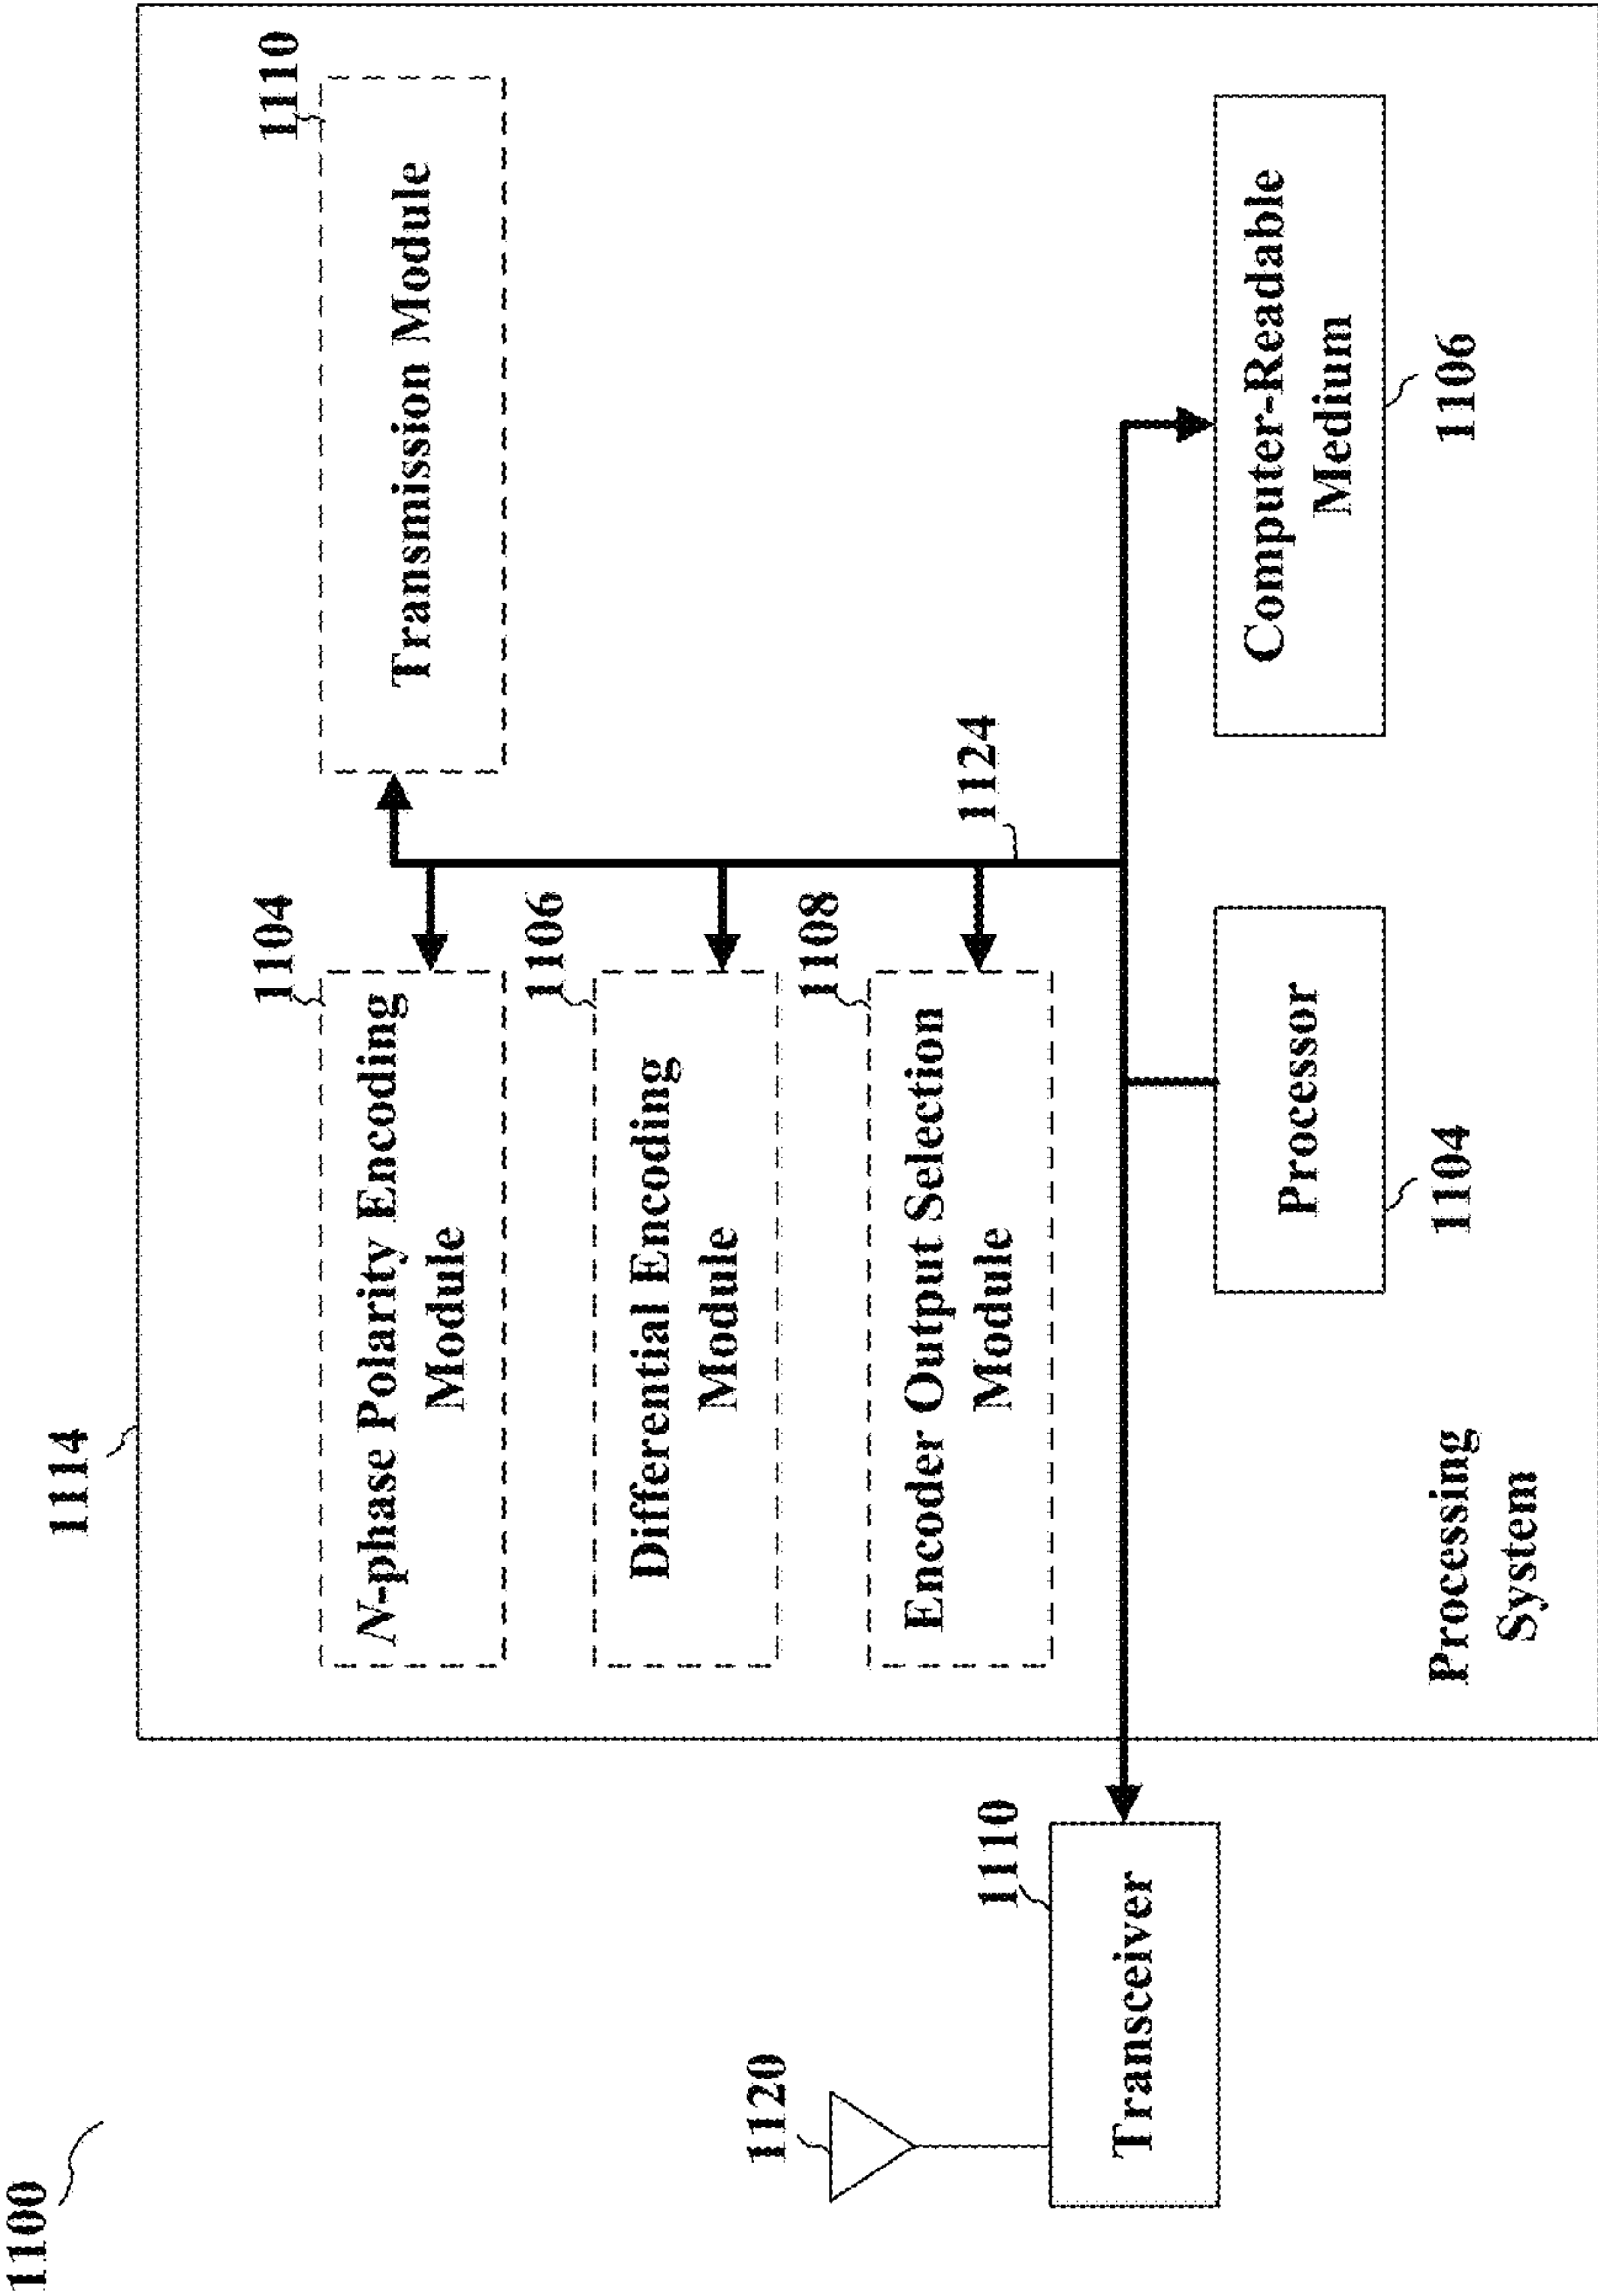 1100
1114
1104
N-phase Polarity Encoding
Module
1110
Transmission Module
1106
Differential Encoding
Module
1108
Encoder Output Selection
Module
1124
1120
1110
Transceiver
Processor
1104
Computer-Readable
Medium
1106
Processing
System